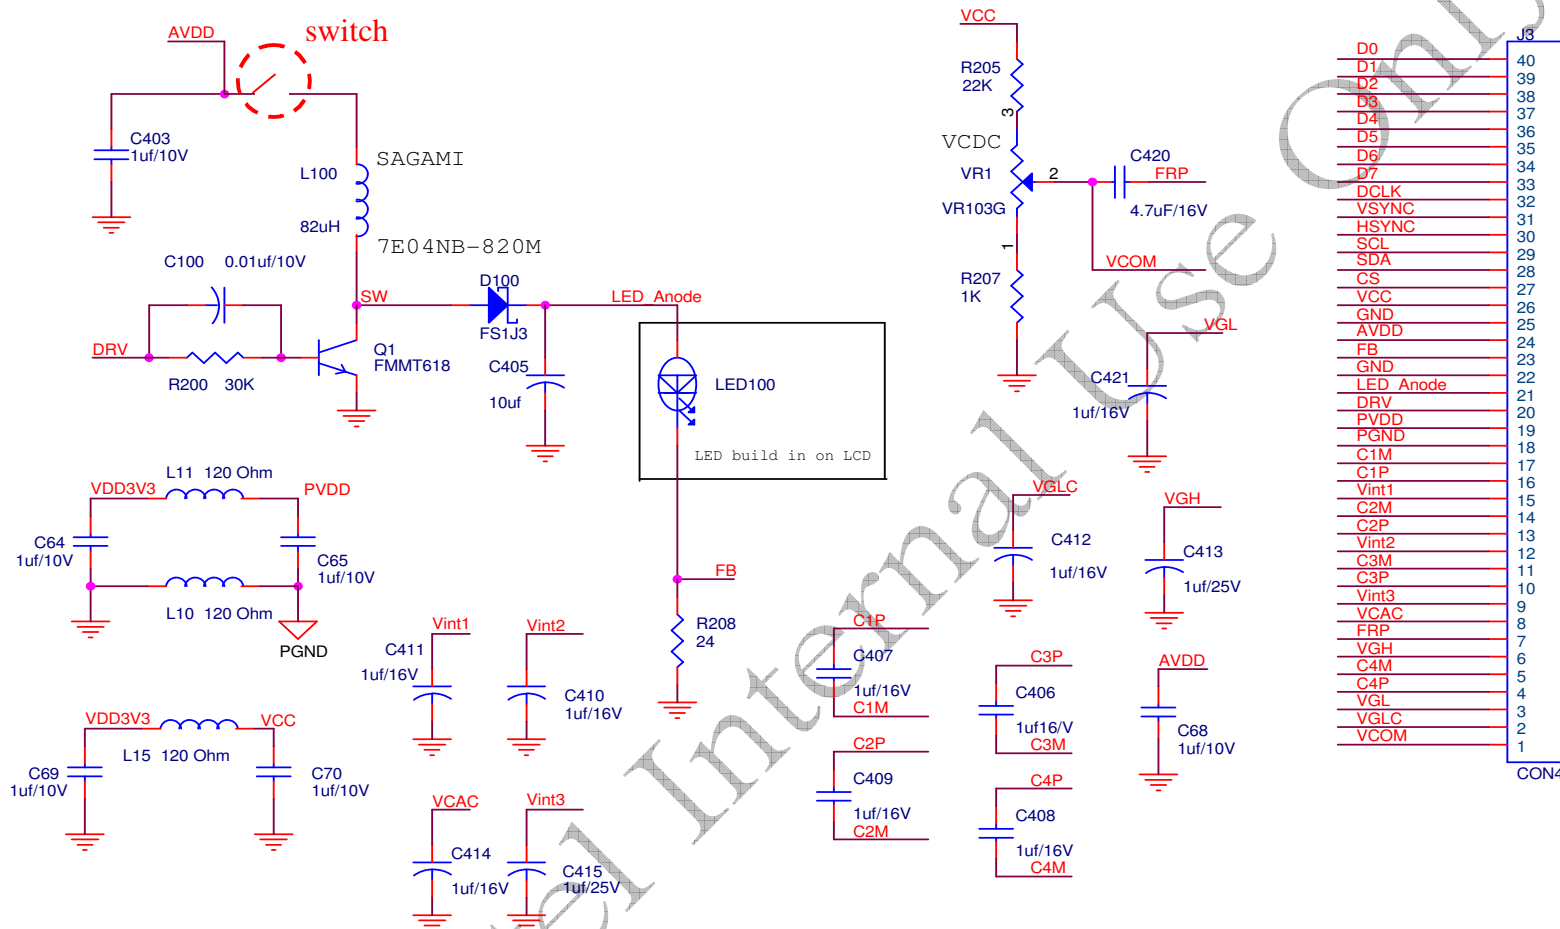 switch
AVDD
C403
1uf/10V
SAGAMI
L100
82uH
7E04NB-820M
C100 0.01uf/10V
D100
SW
LED_Anode
FS1J3
DRV
Q1
FMMT618
R200 30K
C405
10uf
LED100
LED build in on LCD
FB
R208
24
VCC
R205
22K
3
VCDC
VR1
VR103G
2
C420
FRP
4.7uF/16V
1
VCOM
R207
1K
VGL
C421
1uf/16V
VGLC
C412
1uf/16V
VGH
C413
1uf/25V
L11 120 Ohm
VDD3V3
PVDD
C64
1uf/10V
C65
1uf/10V
L10 120 Ohm
PGND
VDD3V3
VCC
L15 120 Ohm
C69
1uf/10V
C70
1uf/10V
Vint1
C411
1uf/16V
Vint2
C410
1uf/16V
VCAC
C414
1uf/16V
Vint3
C415
1uf/25V
C1P
C407
1uf/16V
C1M
C2P
C409
1uf/16V
C2M
C3P
C406
1uf16/V
C3M
C4P
C408
1uf/16V
C4M
AVDD
C68
1uf/10V
J3
D0 40
D1 39
D2 38
D3 37
D4 36
D5 35
D6 34
D7 33
DCLK 32
VSYNC 31
HSYNC 30
SCL 29
SDA 28
CS 27
VCC 26
GND 25
AVDD 24
FB 23
GND 22
LED_Anode 21
DRV 20
PVDD 19
PGND 18
C1M 17
C1P 16
Vint1 15
C2M 14
C2P 13
Vint2 12
C3M 11
C3P 10
Vint3 9
VCAC 8
FRP 7
VGH 6
C4M 5
C4P 4
VGL 3
VGLC 2
VCOM 1
CON4
tel Internal Use Only